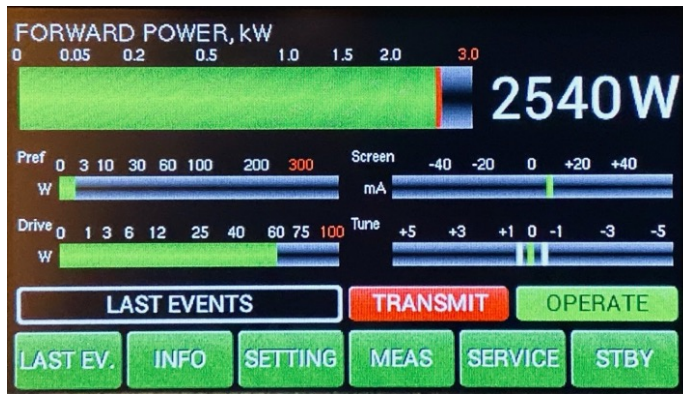 FORWARD POWER, kW
0 0.05 0.2 0.5 1.0 1.5 2.0 3.0
2540 W
Pref 0 3 10 30 60 100 200 300
W
Screen -40 -20 0 +20 +40
mA
Drive 0 1 3 6 12 25 40 60 75 100
W
Tune +5 +3 +1 0 -1 -3 -5
LAST EVENTS TRANSMIT OPERATE
LAST EV. INFO SETTING MEAS SERVICE STBY